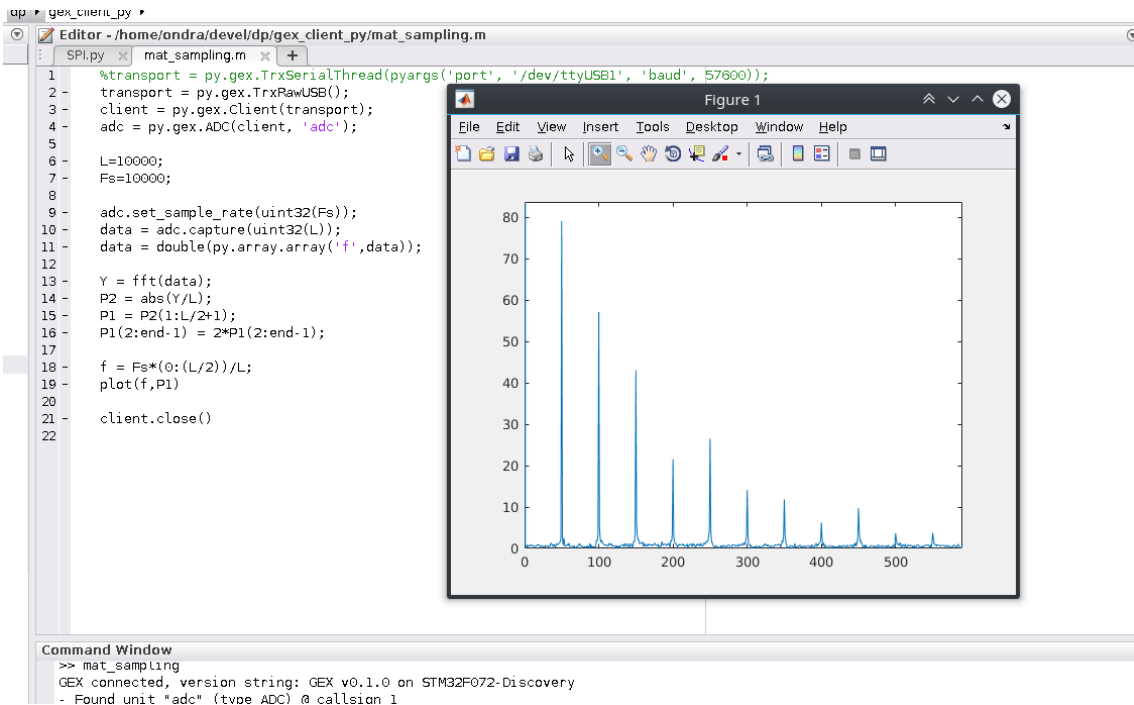 dp gex_client_py
Editor - /home/ondra/devel/dp/gex_client_py/mat_sampling.m
SPI.py mat_sampling.m +
1 %transport = py.gex.TrxSerialThread(pyargs('port', '/dev/ttyUSB1', 'baud', 57600));
2 - transport = py.gex.TrxRawUSB();
3 - client = py.gex.Client(transport);
4 - adc = py.gex.ADC(client, 'adc');
5
6 - L=10000;
7 - Fs=10000;
8
9 - adc.set_sample_rate(uint32(Fs));
10 - data = adc.capture(uint32(L));
11 - data = double(py.array.array('f',data));
12
13 - Y = fft(data);
14 - P2 = abs(Y/L);
15 - P1 = P2(1:L/2+1);
16 - P1(2:end-1) = 2*P1(2:end-1);
17
18 - f = Fs*(0:(L/2))/L;
19 - plot(f,P1)
20
21 - client.close()
22
Figure 1
File Edit View Insert Tools Desktop Window Help
80
70
60
50
40
30
20
10
0
0 100 200 300 400 500
Command Window
>> mat_sampling
GEX connected, version string: GEX v0.1.0 on STM32F072-Discovery
- Found unit "adc" (type ADC) @ callsign 1